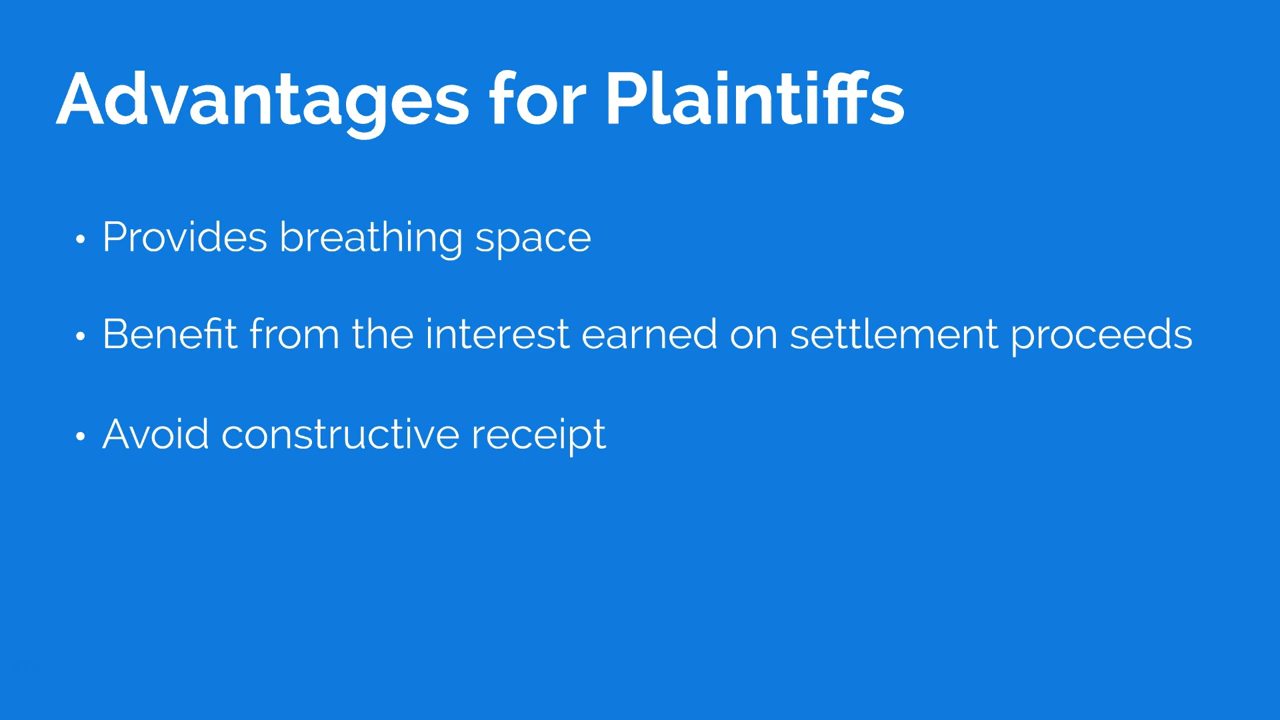 Advantages for Plaintiffs
• Provides breathing space
• Benefit from the interest earned on settlement proceeds
• Avoid constructive receipt